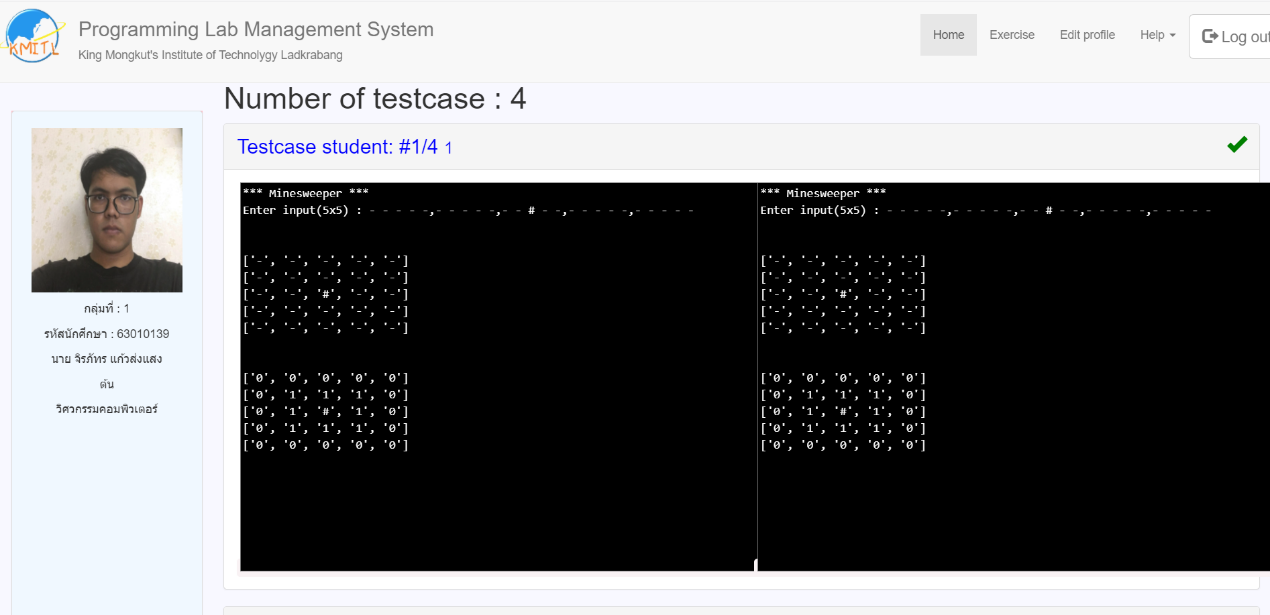 KMITL
Programming Lab Management System
King Mongkut's Institute of Technolygy Ladkrabang
Home Exercise Edit profile Help Log out
Number of testcase : 4
Testcase student: #1/4 1
กลุ่มที่ : 1
รหัสนักศึกษา : 63010139
นาย จิรภัทร แก้วส่งแสง
ต้น
วิศวกรรมคอมพิวเตอร์
*** Minesweeper ***
Enter input(5x5) : - - - - -,- - - - -,- - # - -,- - - - -,- - - - -
['-', '-', '-', '-', '-']
['-', '-', '-', '-', '-']
['-', '-', '#', '-', '-']
['-', '-', '-', '-', '-']
['-', '-', '-', '-', '-']
['0', '0', '0', '0', '0']
['0', '1', '1', '1', '0']
['0', '1', '#', '1', '0']
['0', '1', '1', '1', '0']
['0', '0', '0', '0', '0']
*** Minesweeper ***
Enter input(5x5) : - - - - -,- - - - -,- - # - -,- - - - -,- - - - -
['-', '-', '-', '-', '-']
['-', '-', '-', '-', '-']
['-', '-', '#', '-', '-']
['-', '-', '-', '-', '-']
['-', '-', '-', '-', '-']
['0', '0', '0', '0', '0']
['0', '1', '1', '1', '0']
['0', '1', '#', '1', '0']
['0', '1', '1', '1', '0']
['0', '0', '0', '0', '0']